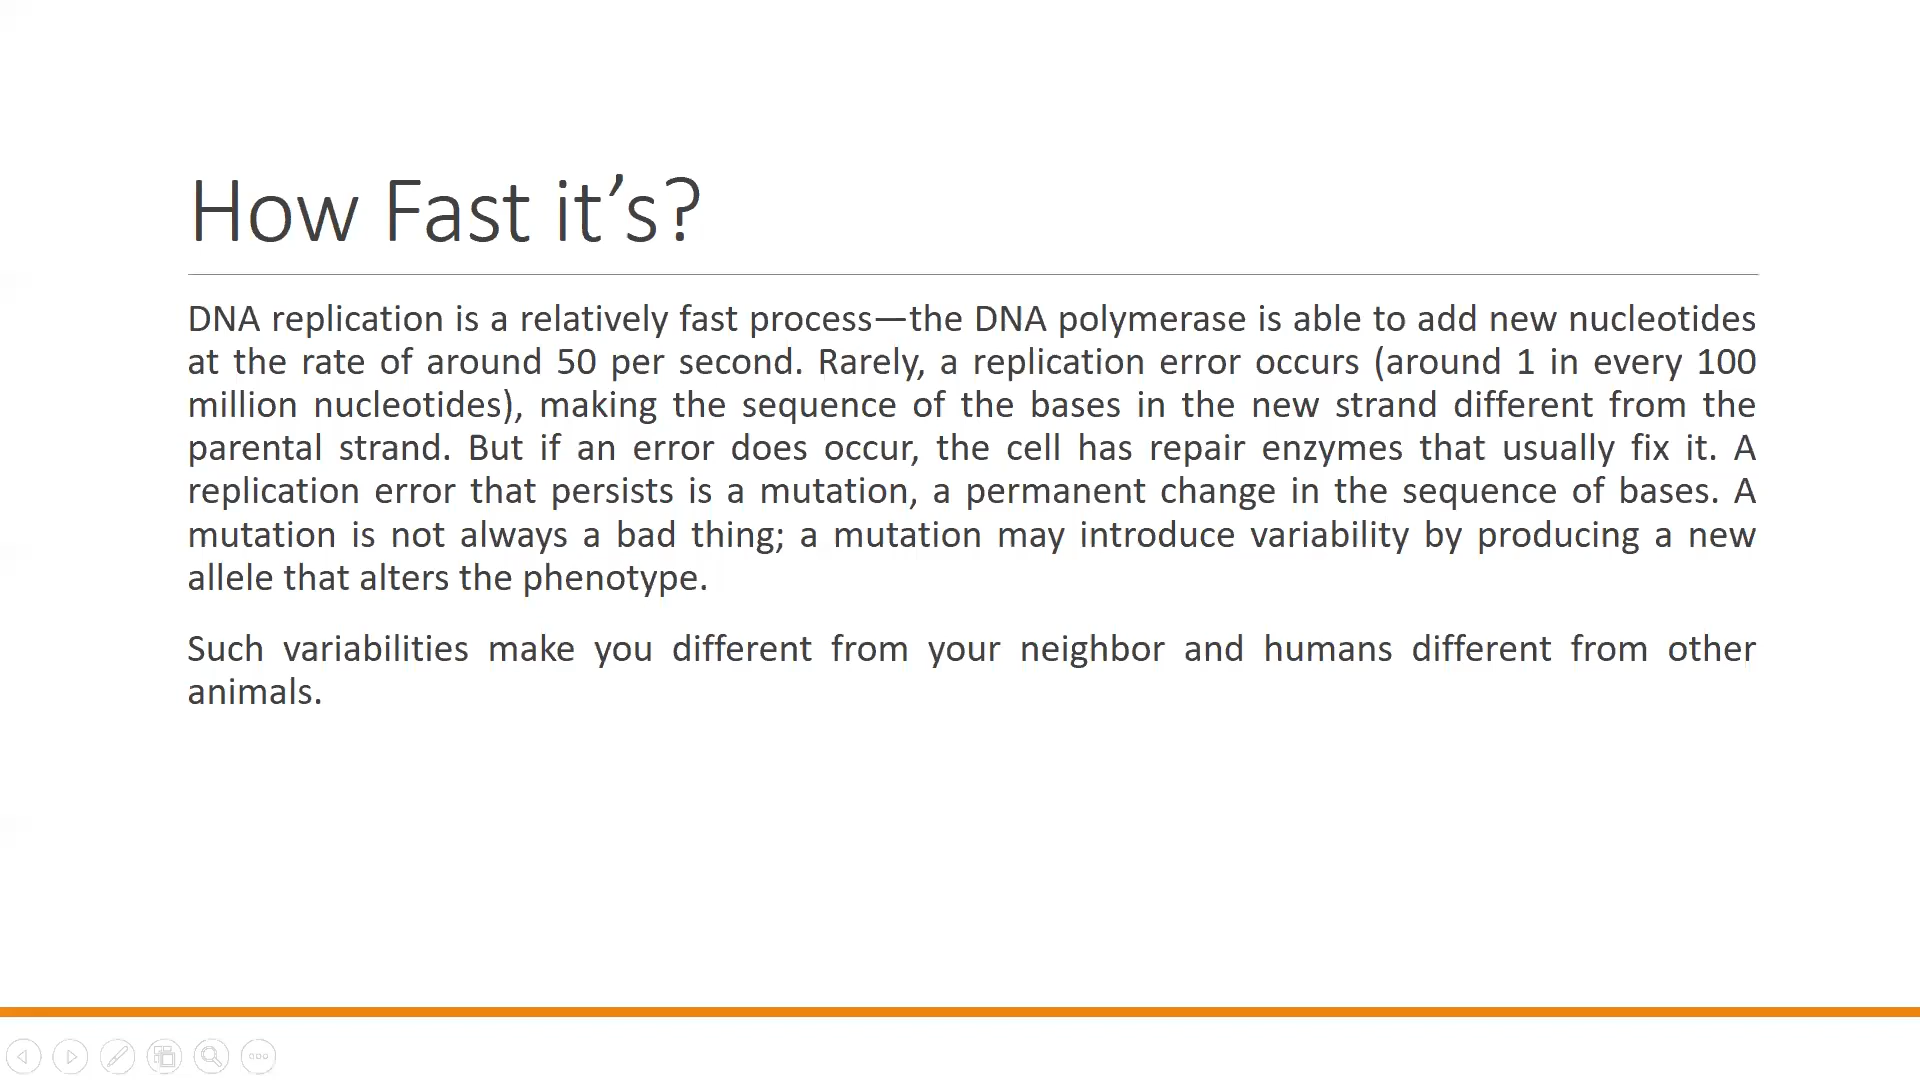 How Fast it’s?
DNA replication is a relatively fast process—the DNA polymerase is able to add new nucleotides
at the rate of around 50 per second. Rarely, a replication error occurs (around 1 in every 100
million nucleotides), making the sequence of the bases in the new strand different from the
parental strand. But if an error does occur, the cell has repair enzymes that usually fix it. A
replication error that persists is a mutation, a permanent change in the sequence of bases. A
mutation is not always a bad thing; a mutation may introduce variability by producing a new
allele that alters the phenotype.
Such variabilities make you different from your neighbor and humans different from other
animals.